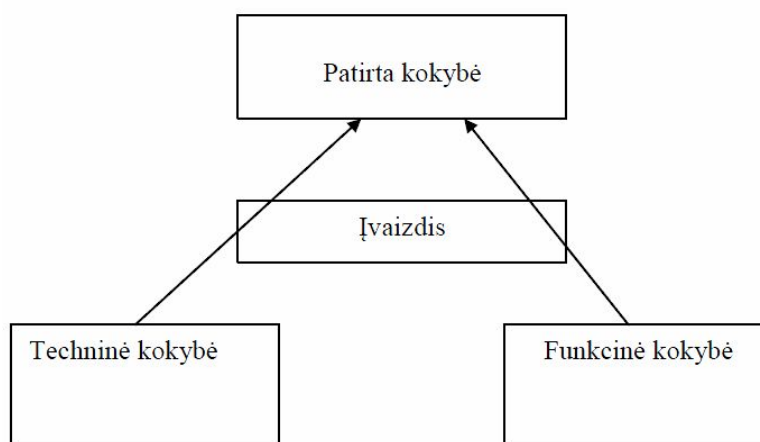 Patirta kokybė
Įvaizdis
Techninė kokybė
Funkcinė kokybė